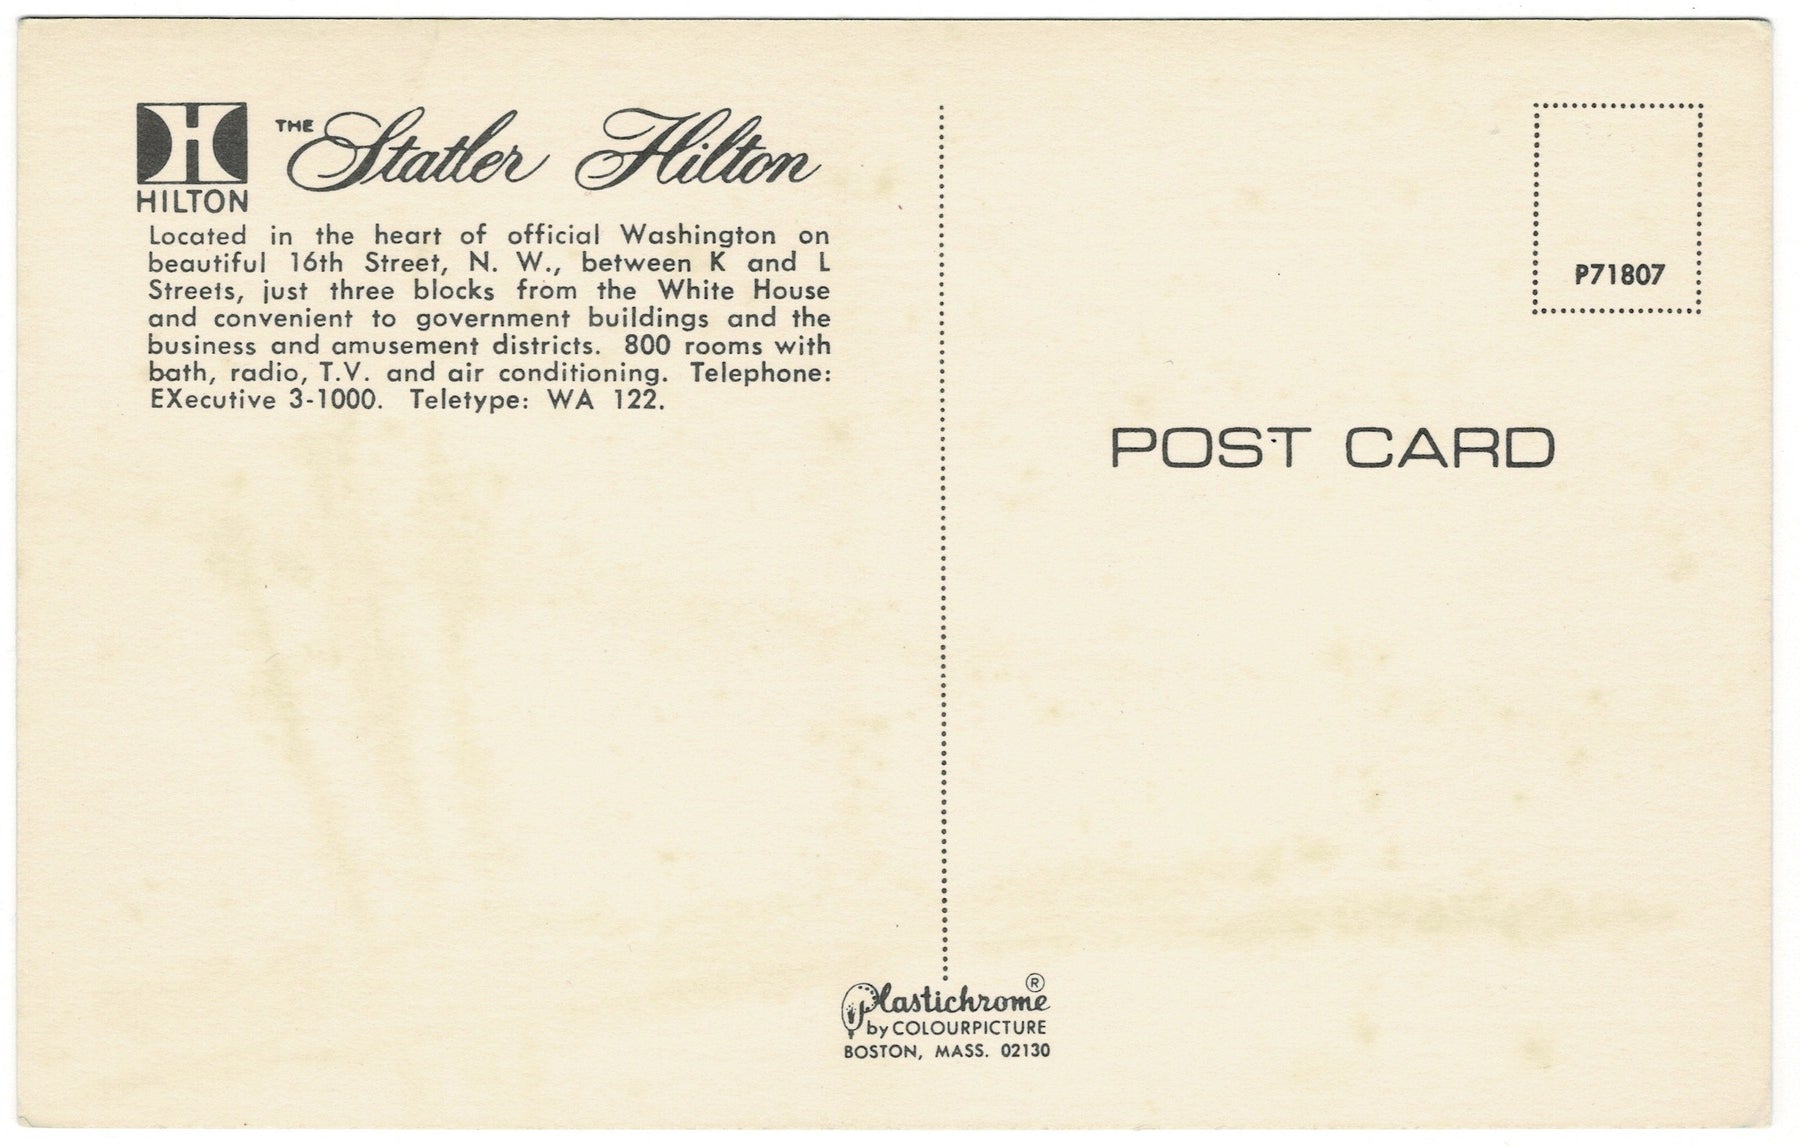 H
HILTON
THE Statler Hilton
Located in the heart of official Washington on
beautiful 16th Street, N. W., between K and L
Streets, just three blocks from the White House
and convenient to government buildings and the
business and amusement districts. 800 rooms with
bath, radio, T.V. and air conditioning. Telephone:
EXecutive 3-1000. Teletype: WA 122.
P71807
POST CARD
Plastichrome ®
by COLOURPICTURE
BOSTON, MASS. 02130